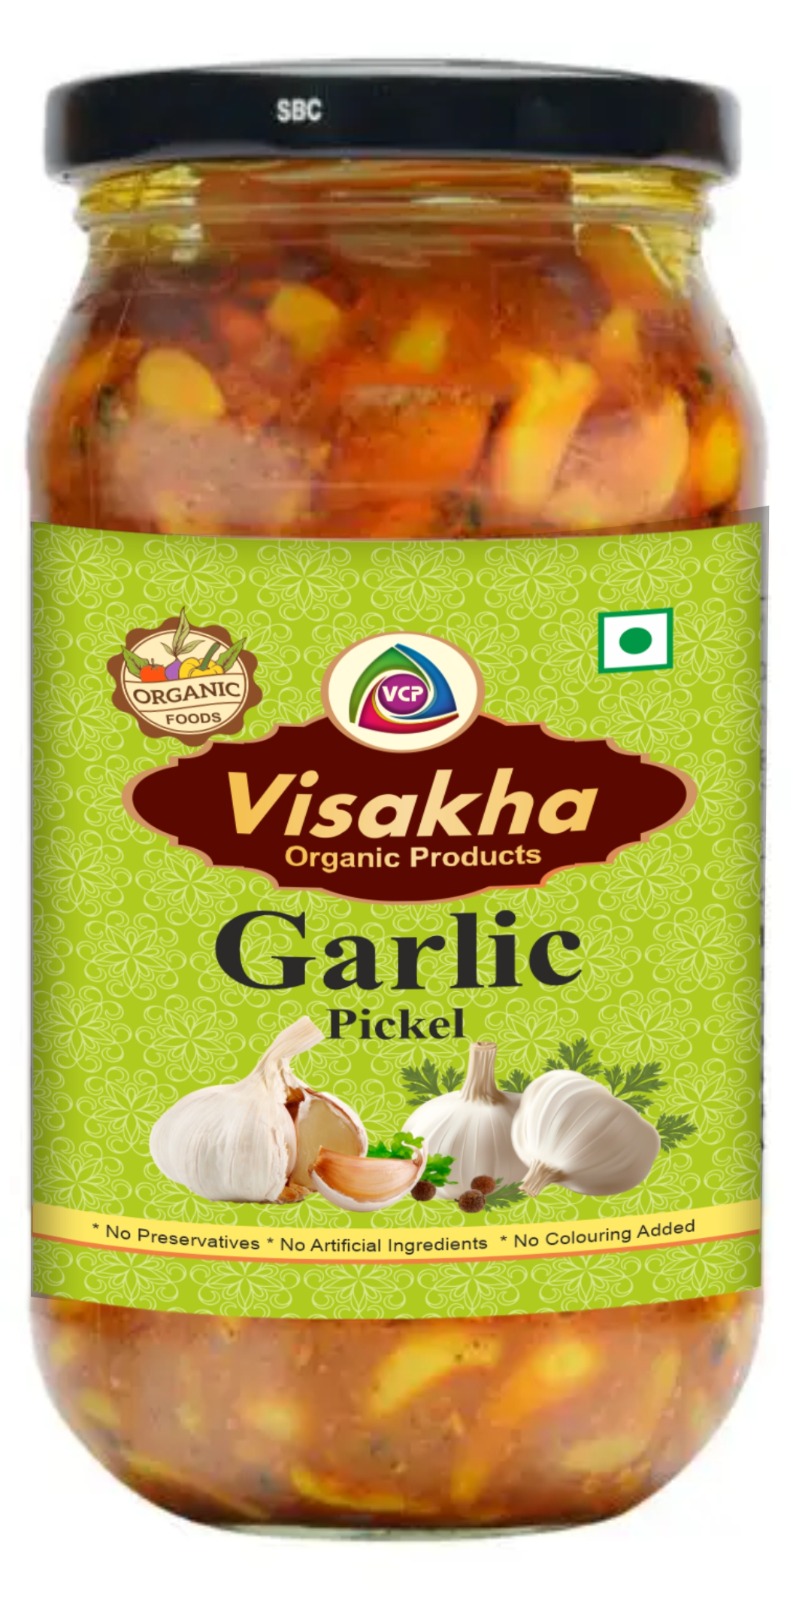 SBC
ORGANIC
FOODS
VCP
Visakha
Organic Products
Garlic
Pickel
* No Preservatives * No Artificial Ingredients * No Colouring Added